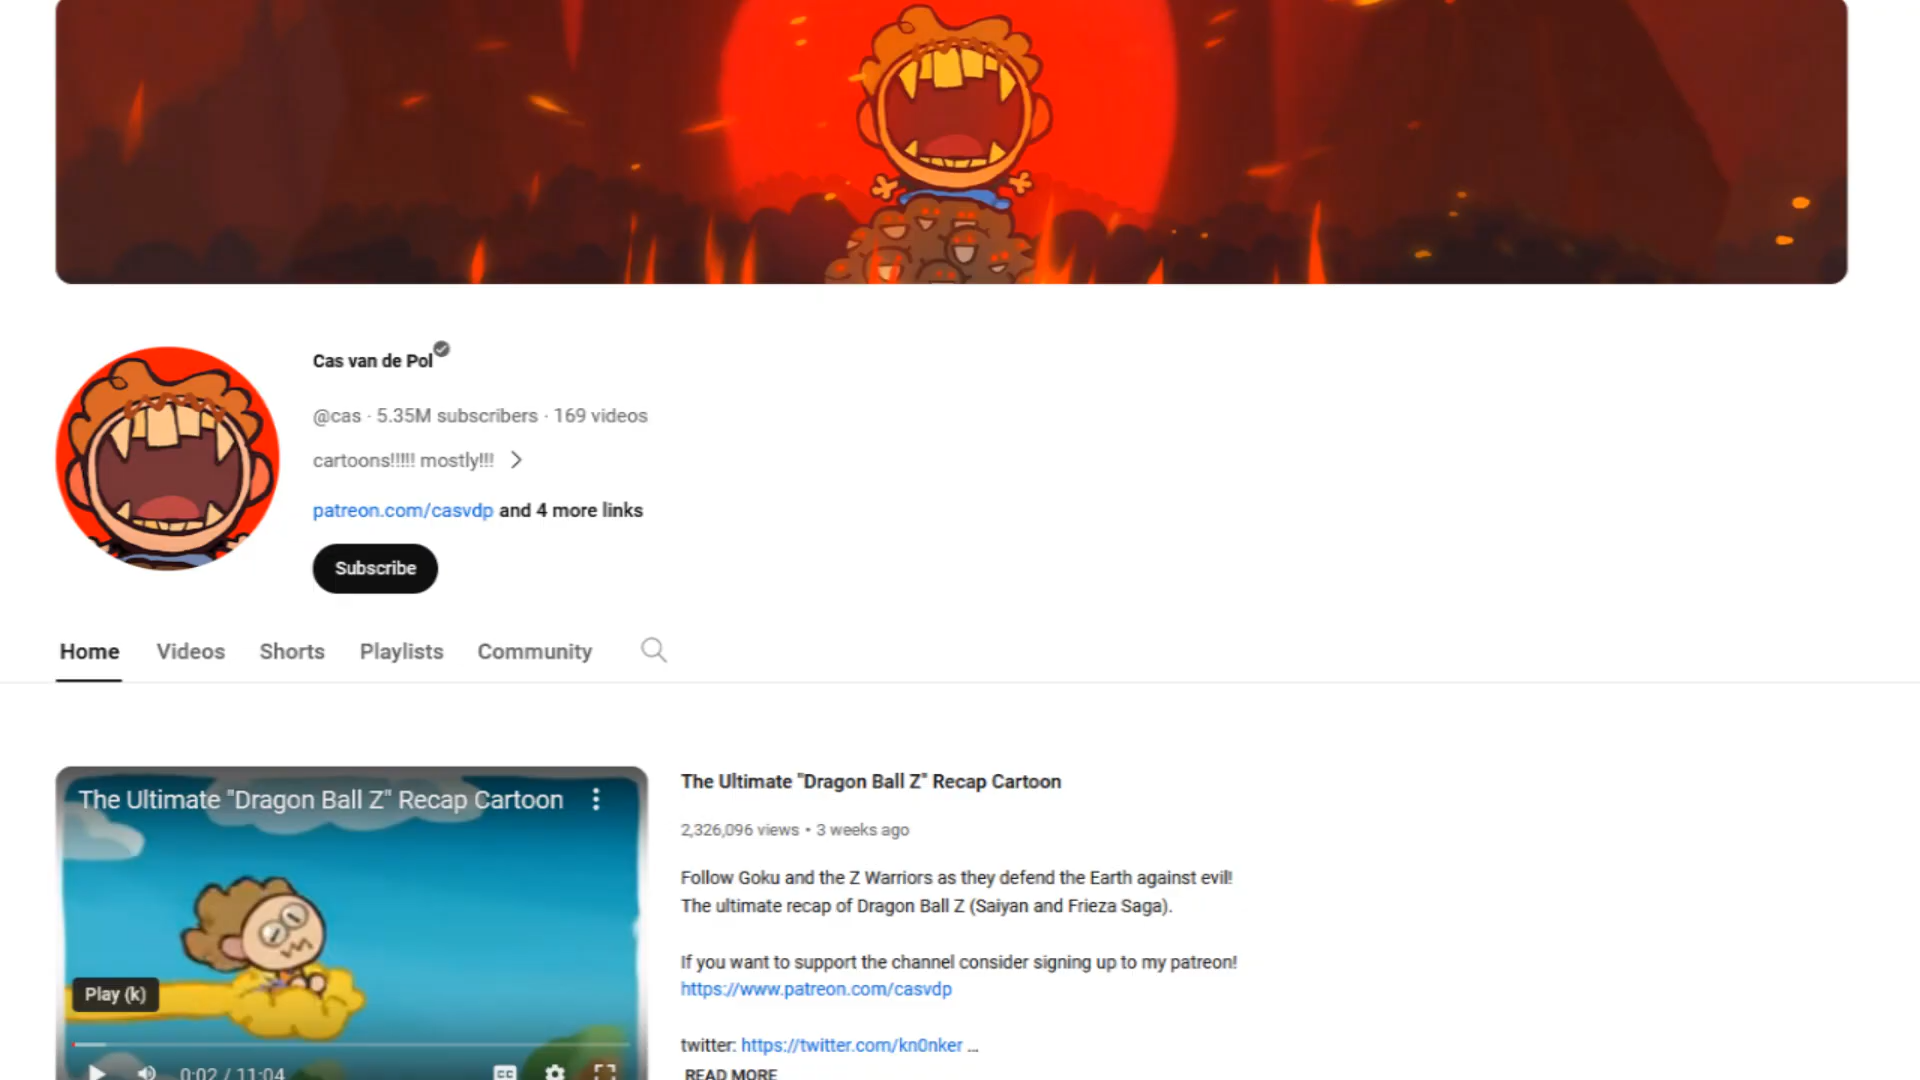 Cas van de Pol
@cas · 5.35M subscribers · 169 videos
cartoons!!!!! mostly!!!
patreon.com/casvdp and 4 more links
Subscribe
Home Videos Shorts Playlists Community
The Ultimate "Dragon Ball Z" Recap Cartoon
Play (k)
0:02 / 11:04
CC
The Ultimate "Dragon Ball Z" Recap Cartoon
2,326,096 views • 3 weeks ago
Follow Goku and the Z Warriors as they defend the Earth against evil!
The ultimate recap of Dragon Ball Z (Saiyan and Frieza Saga).
If you want to support the channel consider signing up to my patreon!
https://www.patreon.com/casvdp
twitter: https://twitter.com/kn0nker ...
READ MORE